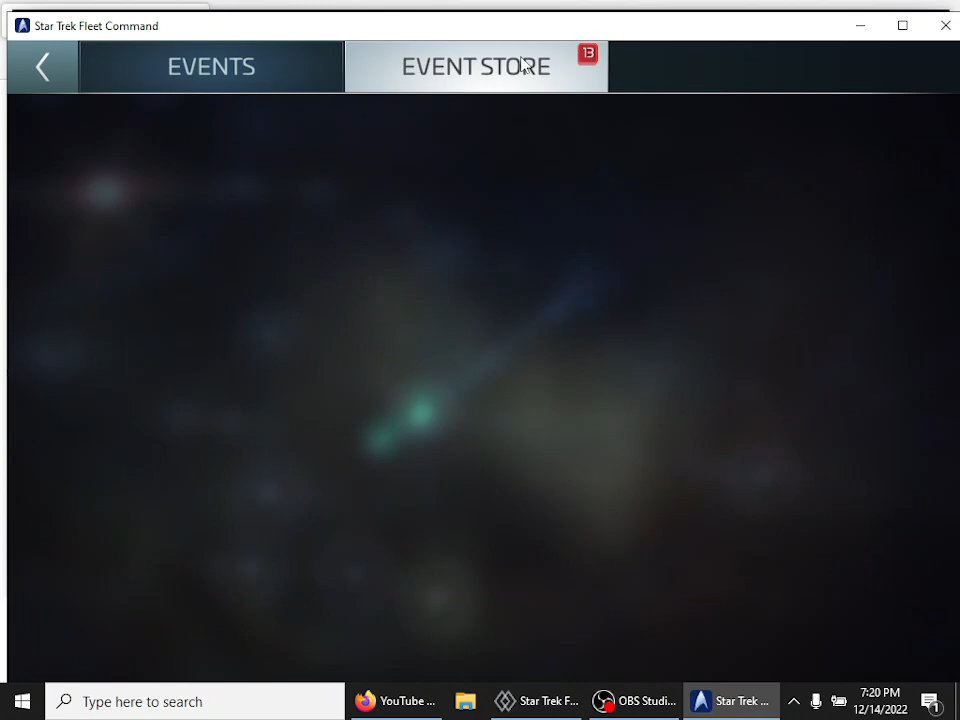 Star Trek Fleet Command
EVENTS
EVENT STORE
13
Type here to search
YouTube ...
Star Trek F...
OBS Studi...
Star Trek ...
7:20 PM
12/14/2022
1